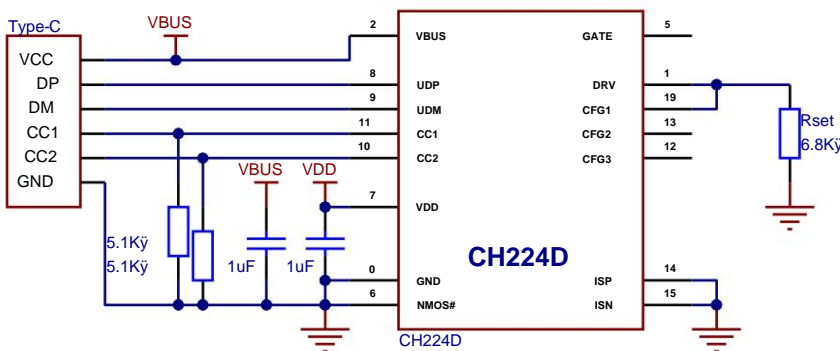 Type-C
VCC
DP
DM
CC1
CC2
GND
VBUS
5.1Kÿ
5.1Kÿ
VBUS
VDD
1uF
1uF
2
8
9
11
10
7
0
6
VBUS
UDP
UDM
CC1
CC2
VDD
GND
NMOS#
GATE
DRV
CFG1
CFG2
CFG3
CH224D
ISP
ISN
5
1
19
13
12
14
15
CH224D
Rset
6.8Kÿ